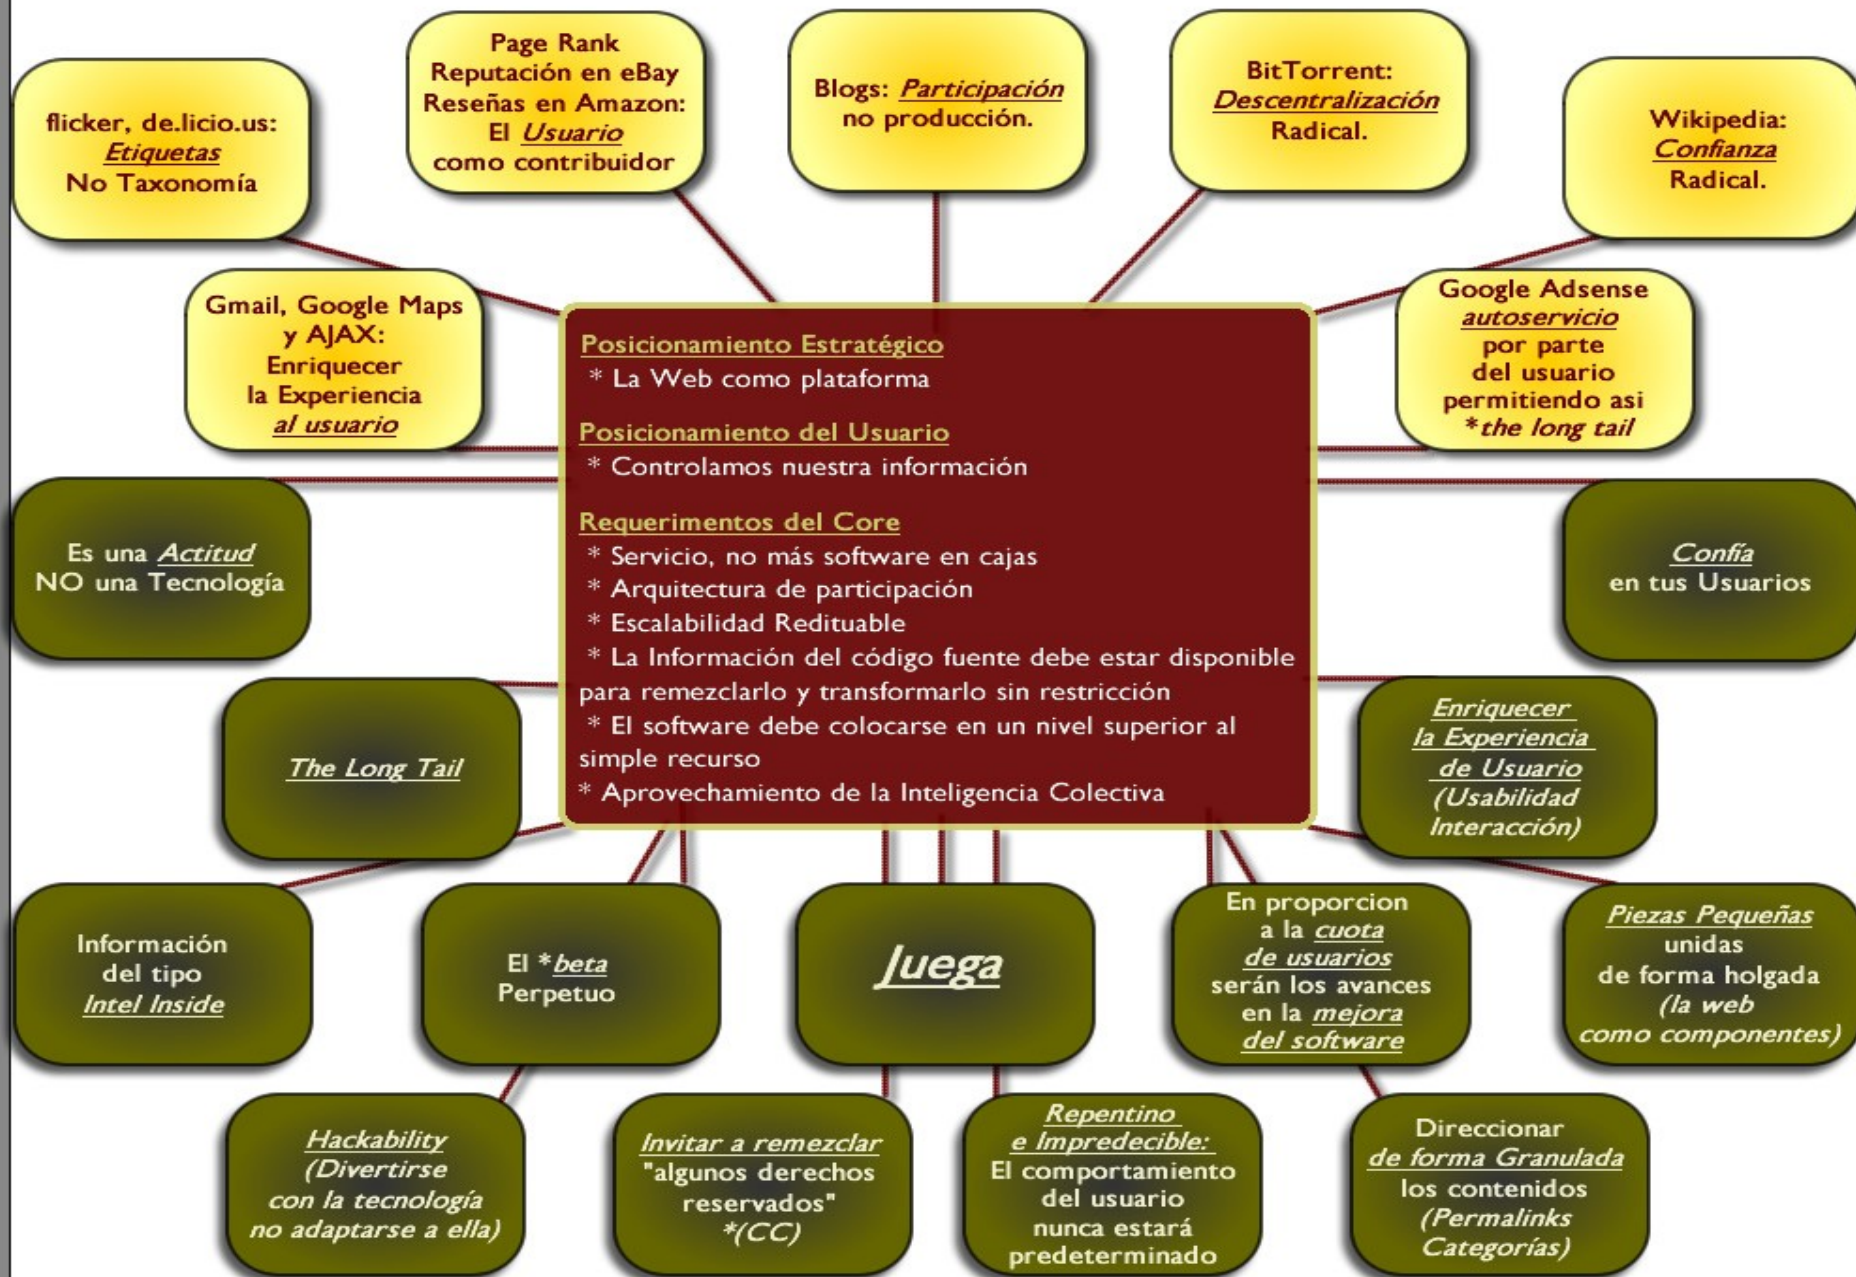 flicker, de.licio.us:
Etiquetas
No Taxonomía
Page Rank
Reputación en eBay
Reseñas en Amazon:
El Usuario
como contribuidor
Blogs: Participación
no producción.
BitTorrent:
Descentralización
Radical.
Wikipedia:
Confianza
Radical.
Gmail, Google Maps
y AJAX:
Enriquecer
la Experiencia
al usuario
Google Adsense
autoservicio
por parte
del usuario
permitiendo asi
*the long tail
Posicionamiento Estratégico
* La Web como plataforma
Posicionamiento del Usuario
* Controlamos nuestra información
Requerimentos del Core
* Servicio, no más software en cajas
* Arquitectura de participación
* Escalabilidad Redituable
* La Información del código fuente debe estar disponible
para remezclarlo y transformarlo sin restricción
* El software debe colocarse en un nivel superior al
simple recurso
* Aprovechamiento de la Inteligencia Colectiva
Es una Actitud
NO una Tecnología
Confía
en tus Usuarios
The Long Tail
Enriquecer
la Experiencia
de Usuario
(Usabilidad
Interacción)
Información
del tipo
Intel Inside
El *beta
Perpetuo
Juega
En proporcion
a la cuota
de usuarios
serán los avances
en la mejora
del software
Piezas Pequeñas
unidas
de forma holgada
(la web
como componentes)
Hackability
(Divertirse
con la tecnología
no adaptarse a ella)
Invitar a remezclar
"algunos derechos
reservados"
*(CC)
Repentino
e Impredecible:
El comportamiento
del usuario
nunca estará
predeterminado
Direccionar
de forma Granulada
los contenidos
(Permalinks
Categorías)